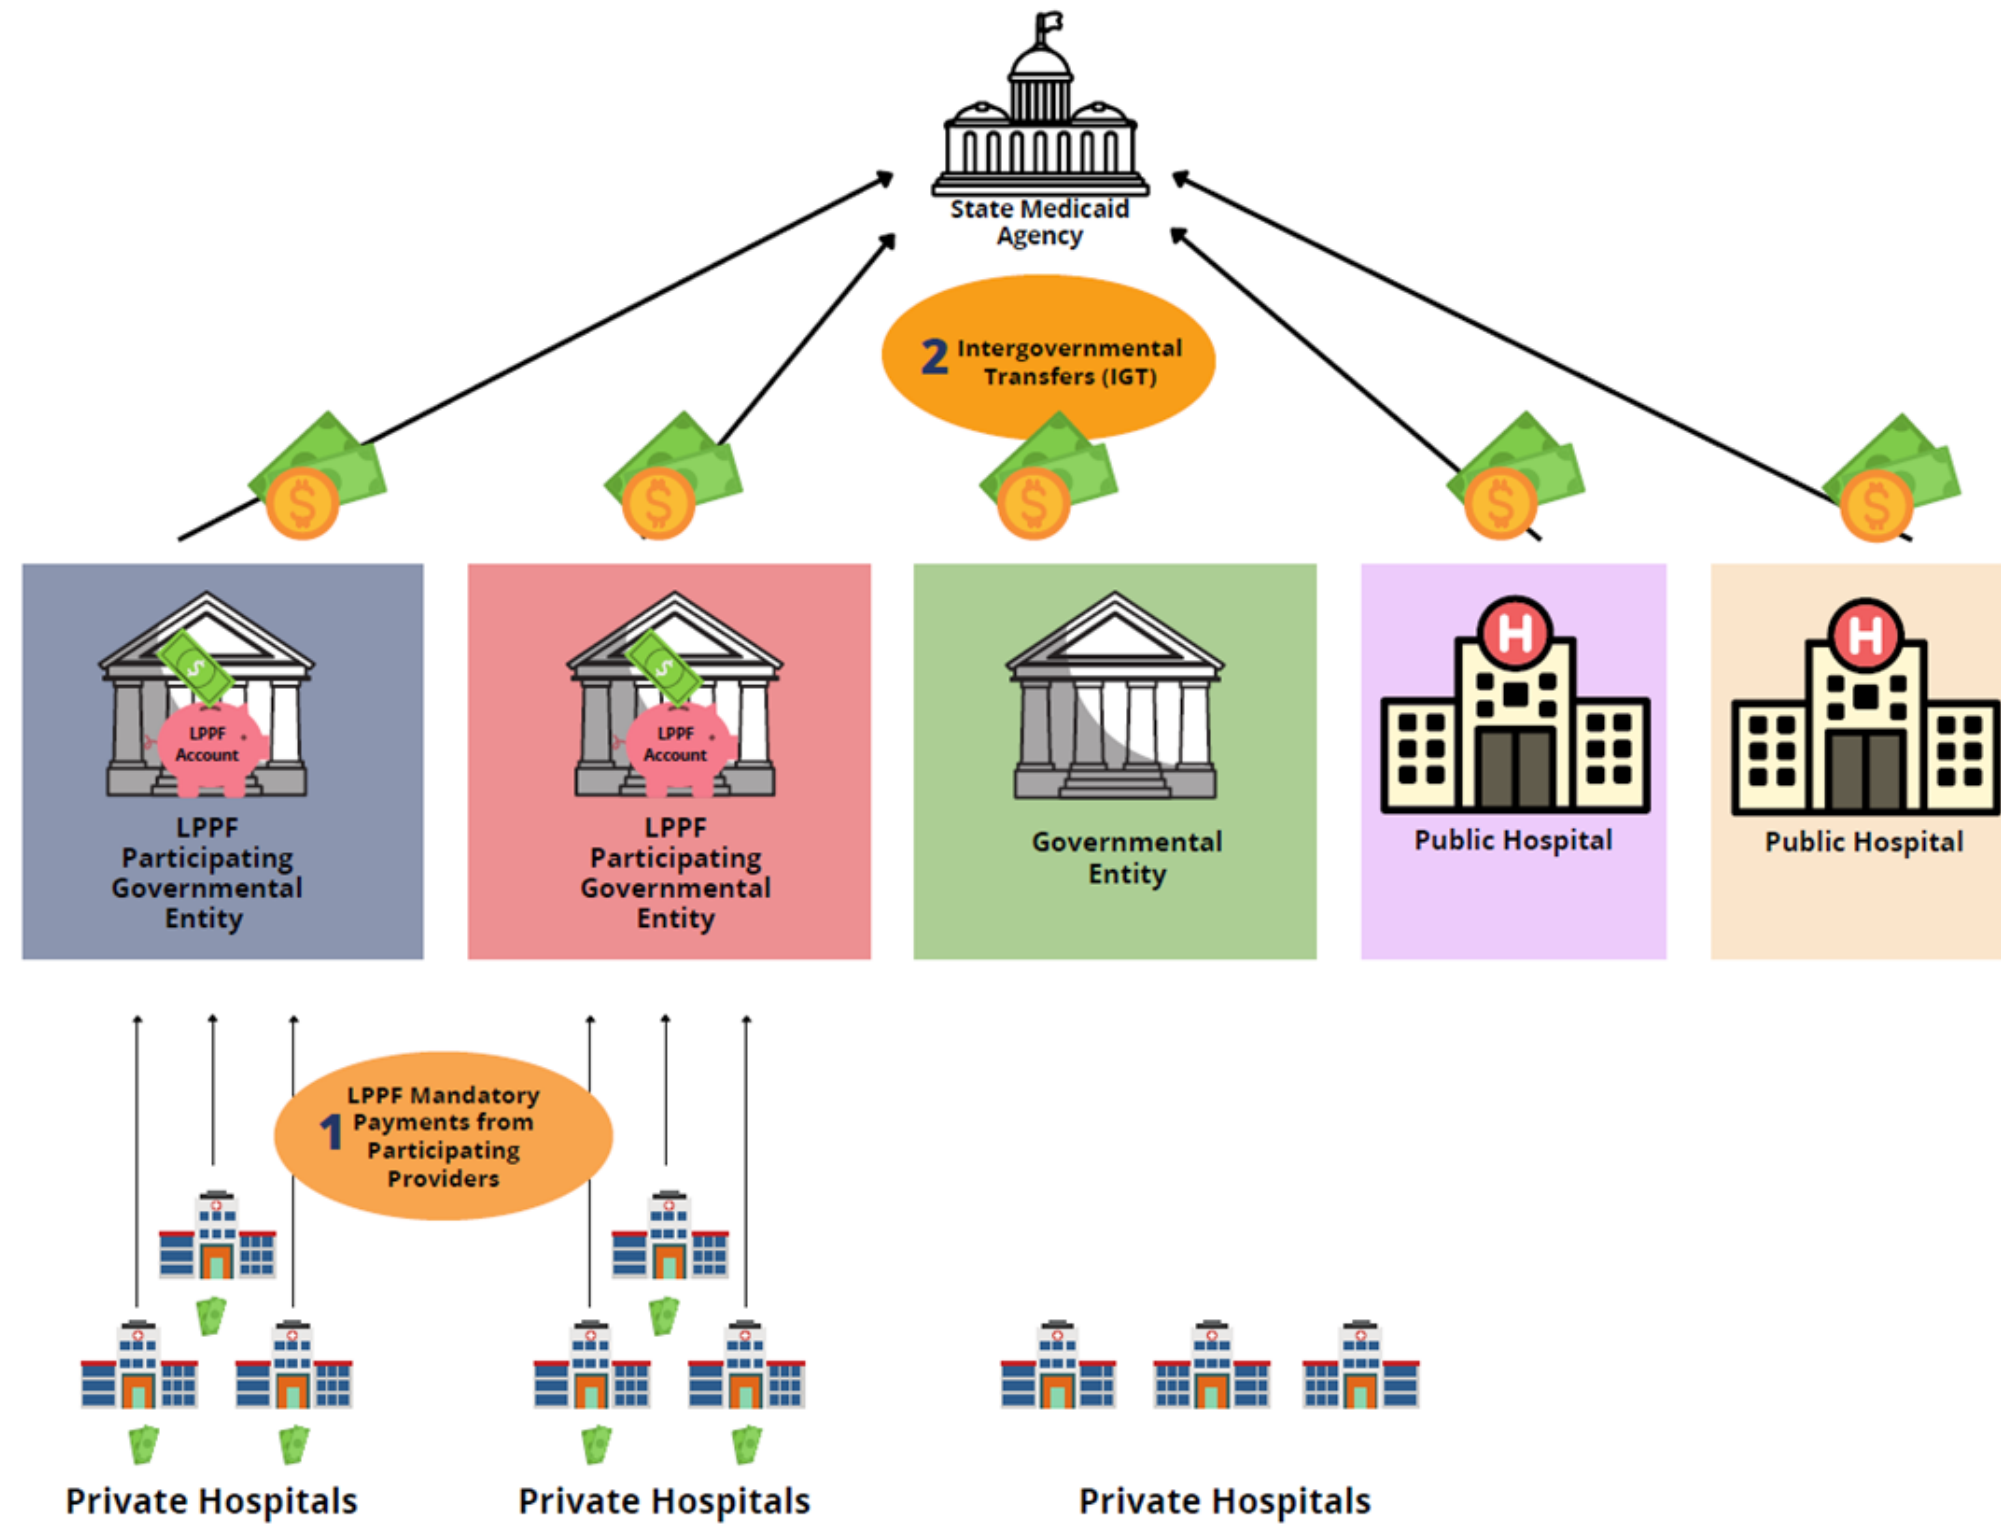 State Medicaid
Agency
2 Intergovernmental
Transfers (IGT)
$
$
$
$
$
$
LPPF
Account
LPPF
Participating
Governmental
Entity
$
LPPF
Account
LPPF
Participating
Governmental
Entity
Governmental
Entity
H
Public Hospital
H
Public Hospital
1 LPPF Mandatory
Payments from
Participating
Providers
Private Hospitals
Private Hospitals
Private Hospitals